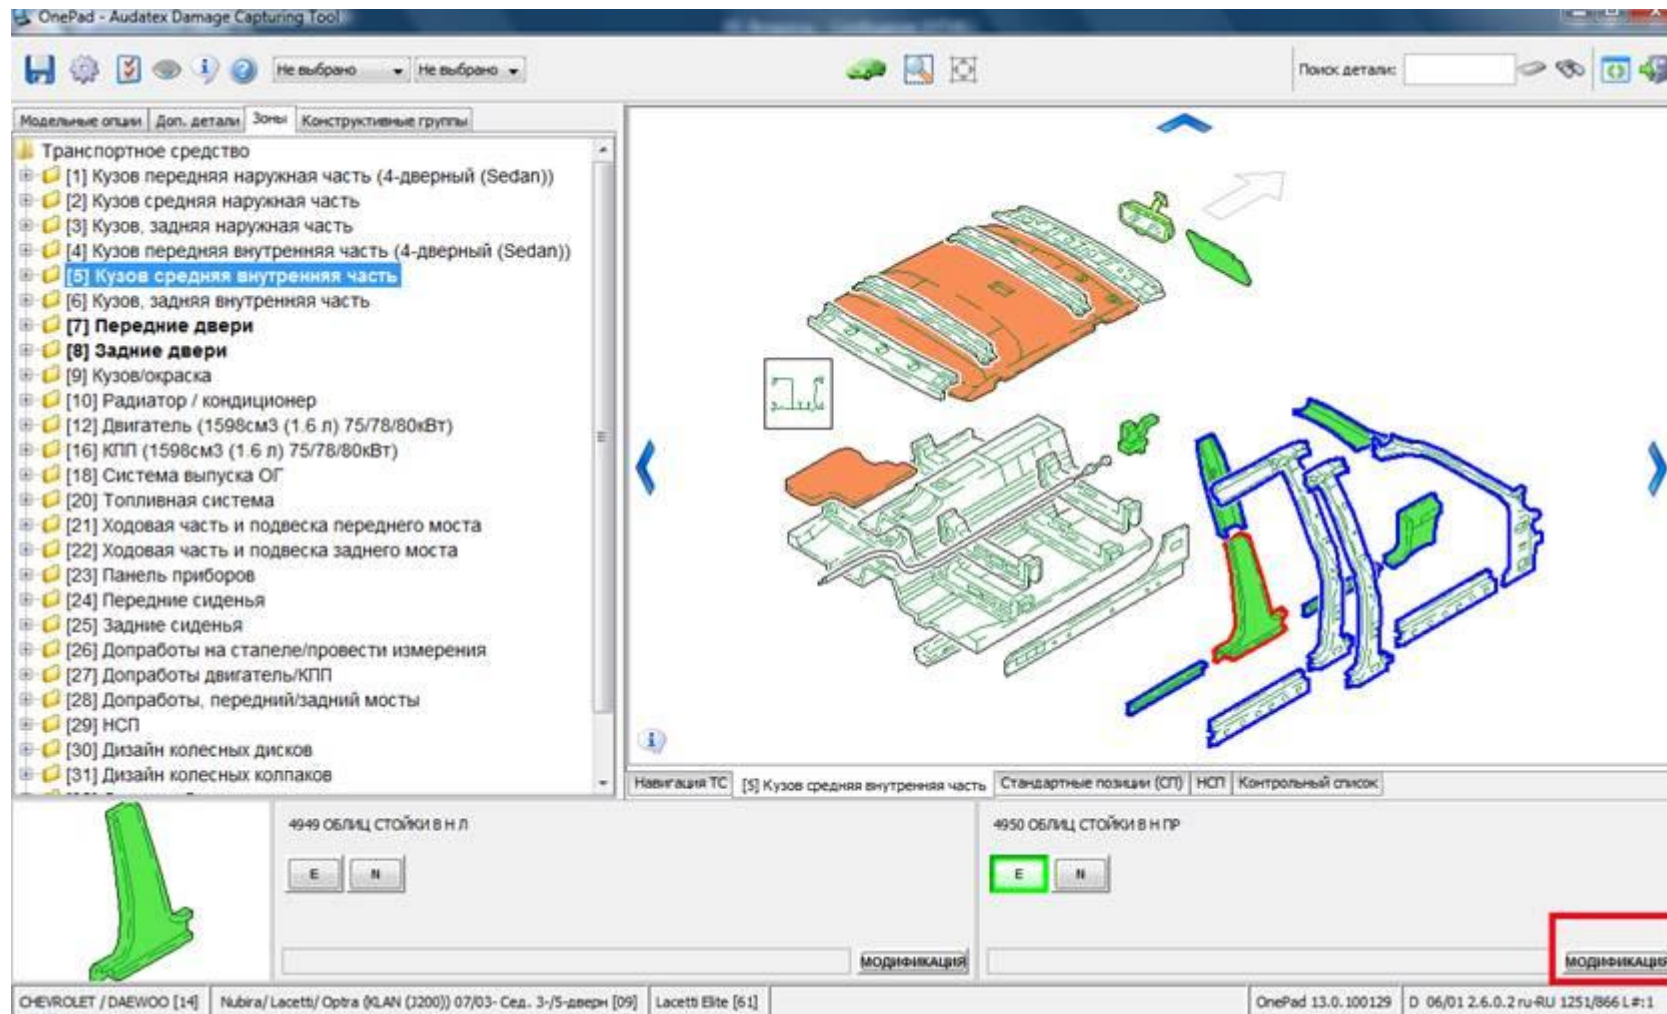 OnePad - Audatex Damage Capturing Tool
Не выбрано Не выбрано
Поиск детали:
Модельные опции Доп. детали Зоны Конструктивные группы
Транспортное средство
[1] Кузов передняя наружная часть (4-дверный (Sedan))
[2] Кузов средняя наружная часть
[3] Кузов, задняя наружная часть
[4] Кузов передняя внутренняя часть (4-дверный (Sedan))
[5] Кузов средняя внутренняя часть
[6] Кузов, задняя внутренняя часть
[7] Передние двери
[8] Задние двери
[9] Кузов/окраска
[10] Радиатор / кондиционер
[12] Двигатель (1598см3 (1.6 л) 75/78/80кВт)
[16] КПП (1598см3 (1.6 л) 75/78/80кВт)
[18] Система выпуска ОГ
[20] Топливная система
[21] Ходовая часть и подвеска переднего моста
[22] Ходовая часть и подвеска заднего моста
[23] Панель приборов
[24] Передние сиденья
[25] Задние сиденья
[26] Допработы на стапеле/провести измерения
[27] Допработы двигатель/КПП
[28] Допработы, передний/задний мосты
[29] НСП
[30] Дизайн колесных дисков
[31] Дизайн колесных колпаков
Навигация ТС [5] Кузов средняя внутренняя часть Стандартные позиции (СП) НСП Контрольный список
4949 ОБЛИЦ СТОЙКИ В Н Л
E N
МОДИФИКАЦИЯ
4950 ОБЛИЦ СТОЙКИ В Н ПР
E N
МОДИФИКАЦИЯ
CHEVROLET / DAEWOO [14] Nubira/ Lacetti/ Optra (KLAN (J200)) 07/03- Сед. 3-/5-дверн [09] Lacetti Elite [61] OnePad 13.0.100129 D 06/01 2.6.0.2 ru-RU 1251/866 L#:1